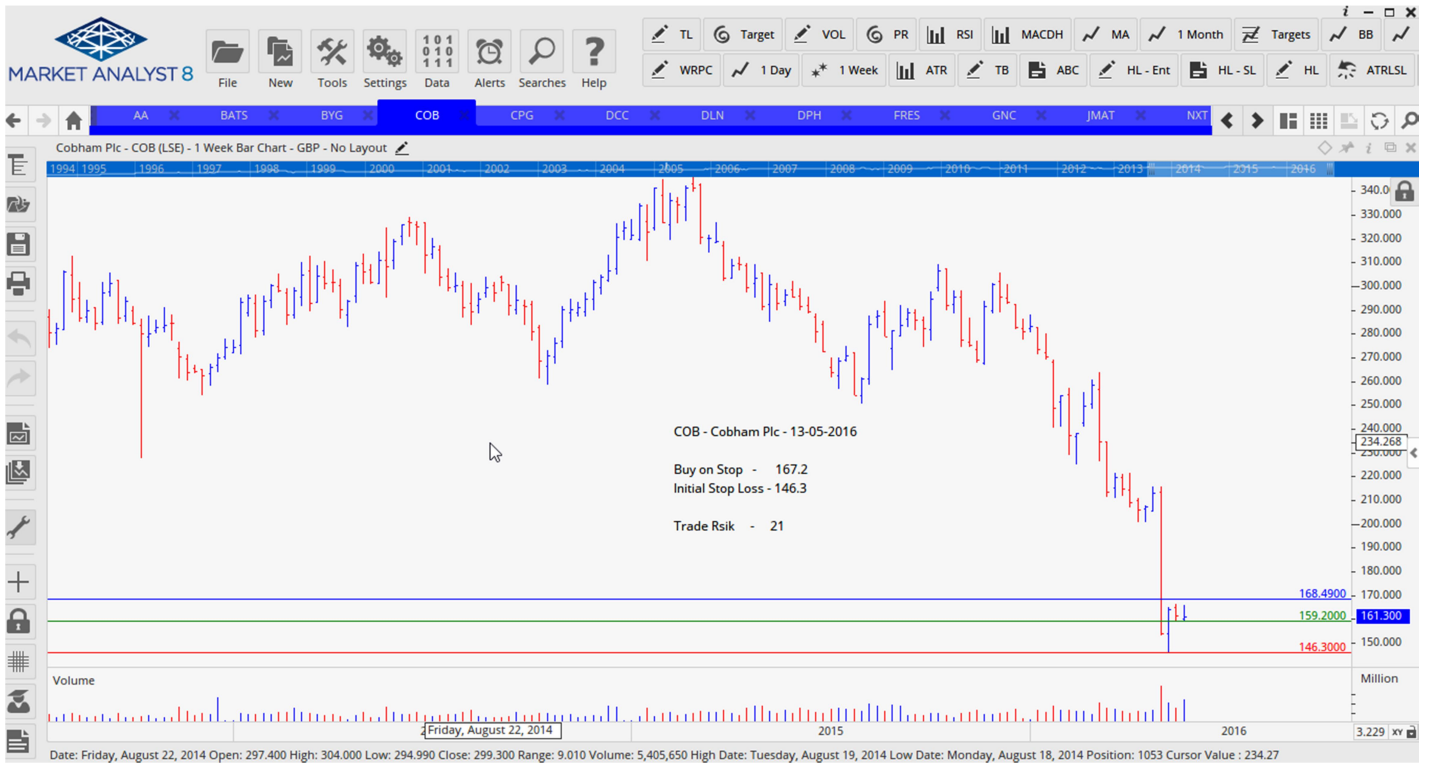 i
TL Target VOL PR RSI MACDH MA 1 Month Targets BB
MARKET ANALYST 8
File New Tools Settings Data Alerts Searches Help
WRPC 1 Day 1 Week ATR TB ABC HL - Ent HL - SL HL ATRLSL
AA BATS BYG COB CPG DCC DLN DPH FRES GNC JMAT NXT
Cobham Plc - COB (LSE) - 1 Week Bar Chart - GBP - No Layout
1994 1995 1996 1997 1998 1999 2000 2001 2002 2003 2004 2005 2006 2007 2008 2009 2010 2011 2012 2013 2014 2015 2016
340.0
330.000
320.000
310.000
300.000
290.000
280.000
270.000
260.000
250.000
240.000
234.268
230.000
220.000
210.000
200.000
190.000
180.000
170.000
150.000
COB - Cobham Plc - 13-05-2016
Buy on Stop - 167.2
Initial Stop Loss - 146.3
Trade Rsik - 21
168.4900
159.2000 161.300
146.3000
Volume Million
2 Friday, August 22, 2014 2015 2016 3.229 XY
Date: Friday, August 22, 2014 Open: 297.400 High: 304.000 Low: 294.990 Close: 299.300 Range: 9.010 Volume: 5,405,650 High Date: Tuesday, August 19, 2014 Low Date: Monday, August 18, 2014 Position: 1053 Cursor Value : 234.27